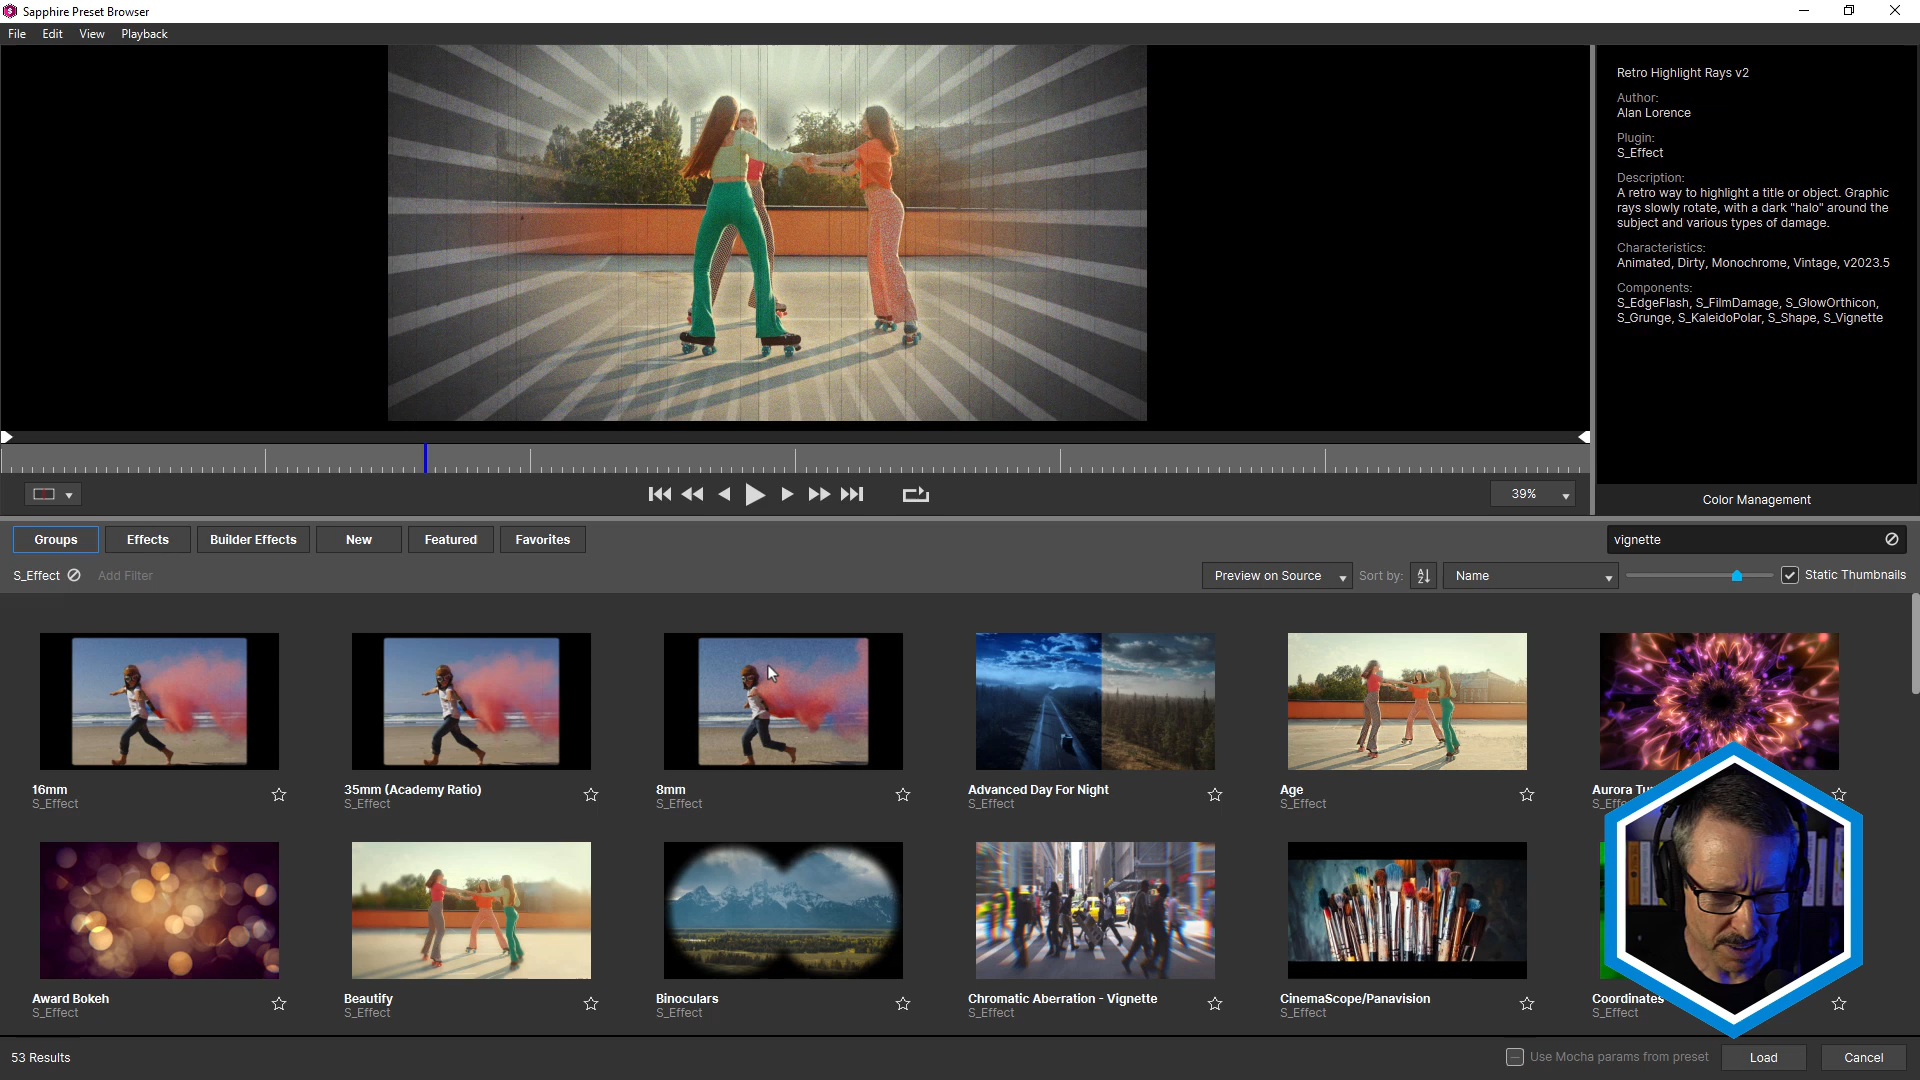 Sapphire Preset Browser
File Edit View Playback
Retro Highlight Rays v2
Author:
Alan Lorence
Plugin:
S_Effect
Description:
A retro way to highlight a title or object. Graphic
rays slowly rotate, with a dark "halo" around the
subject and various types of damage.
Characteristics:
Animated, Dirty, Monochrome, Vintage, v2023.5
Components:
S_EdgeFlash, S_FilmDamage, S_GlowOrthicon,
S_Grunge, S_KaleidoPolar, S_Shape, S_Vignette
39%
Color Management
Groups Effects Builder Effects New Featured Favorites
vignette
S_Effect Add Filter
Preview on Source Sort by: Name Static Thumbnails
16mm
S_Effect
35mm (Academy Ratio)
S_Effect
8mm
S_Effect
Advanced Day For Night
S_Effect
Age
S_Effect
Aurora
Award Bokeh
S_Effect
Beautify
S_Effect
Binoculars
S_Effect
Chromatic Aberration - Vignette
S_Effect
CinemaScope/Panavision
S_Effect
Coordinates
S_Effect
53 Results
Use Mocha params from preset Load Cancel